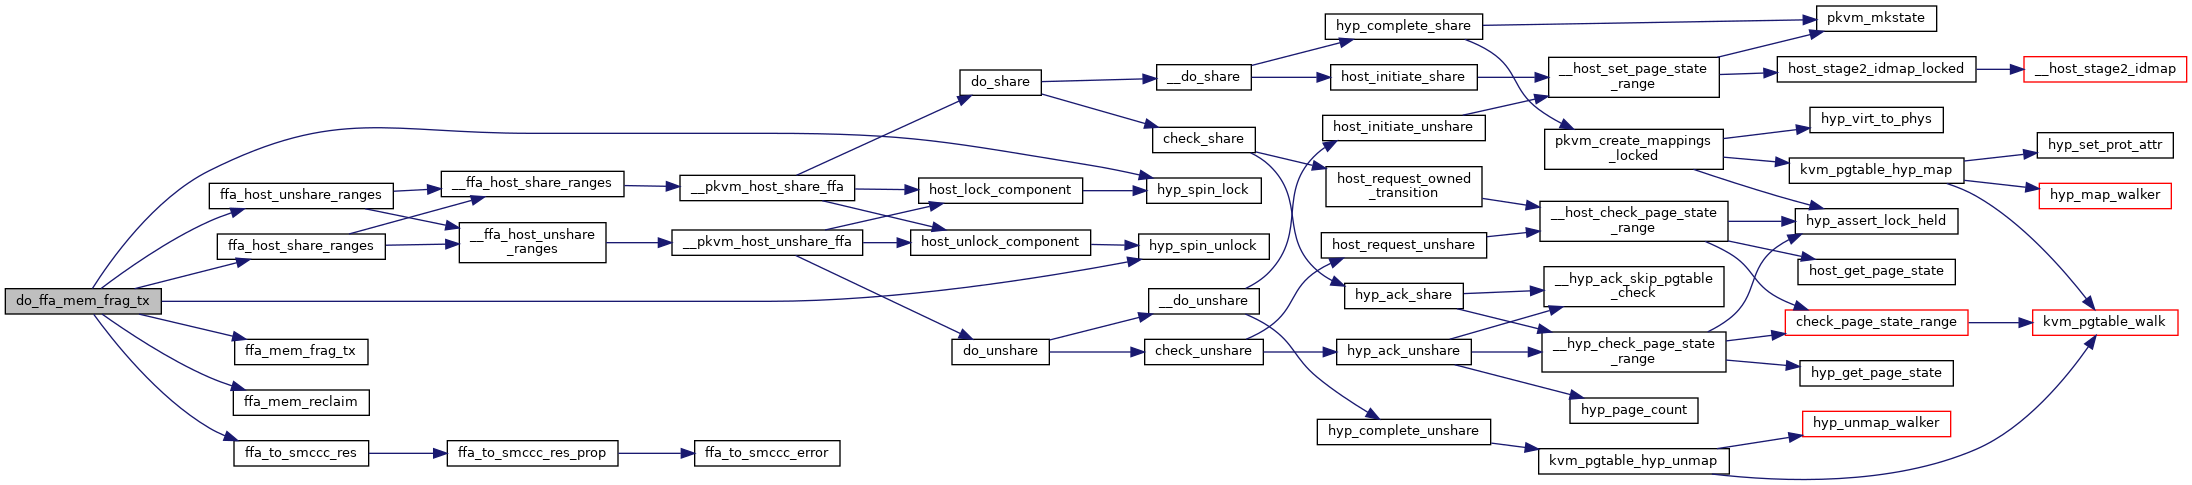 do_ffa_mem_frag_tx
ffa_host_unshare_ranges
ffa_host_share_ranges
ffa_mem_frag_tx
ffa_mem_reclaim
ffa_to_smccc_res
__ffa_host_share_ranges
__ffa_host_unshare
_ranges
ffa_to_smccc_res_prop
__pkvm_host_share_ffa
__pkvm_host_unshare_ffa
ffa_to_smccc_error
do_share
host_lock_component
host_unlock_component
do_unshare
__do_share
check_share
hyp_spin_lock
hyp_spin_unlock
__do_unshare
check_unshare
hyp_complete_share
host_initiate_share
host_initiate_unshare
host_request_owned
_transition
host_request_unshare
hyp_ack_share
hyp_ack_unshare
hyp_complete_unshare
__host_set_page_state
_range
pkvm_create_mappings
_locked
__host_check_page_state
_range
__hyp_ack_skip_pgtable
_check
__hyp_check_page_state
_range
hyp_page_count
kvm_pgtable_hyp_unmap
pkvm_mkstate
host_stage2_idmap_locked
hyp_virt_to_phys
kvm_pgtable_hyp_map
hyp_assert_lock_held
host_get_page_state
check_page_state_range
hyp_get_page_state
hyp_unmap_walker
__host_stage2_idmap
hyp_set_prot_attr
hyp_map_walker
kvm_pgtable_walk